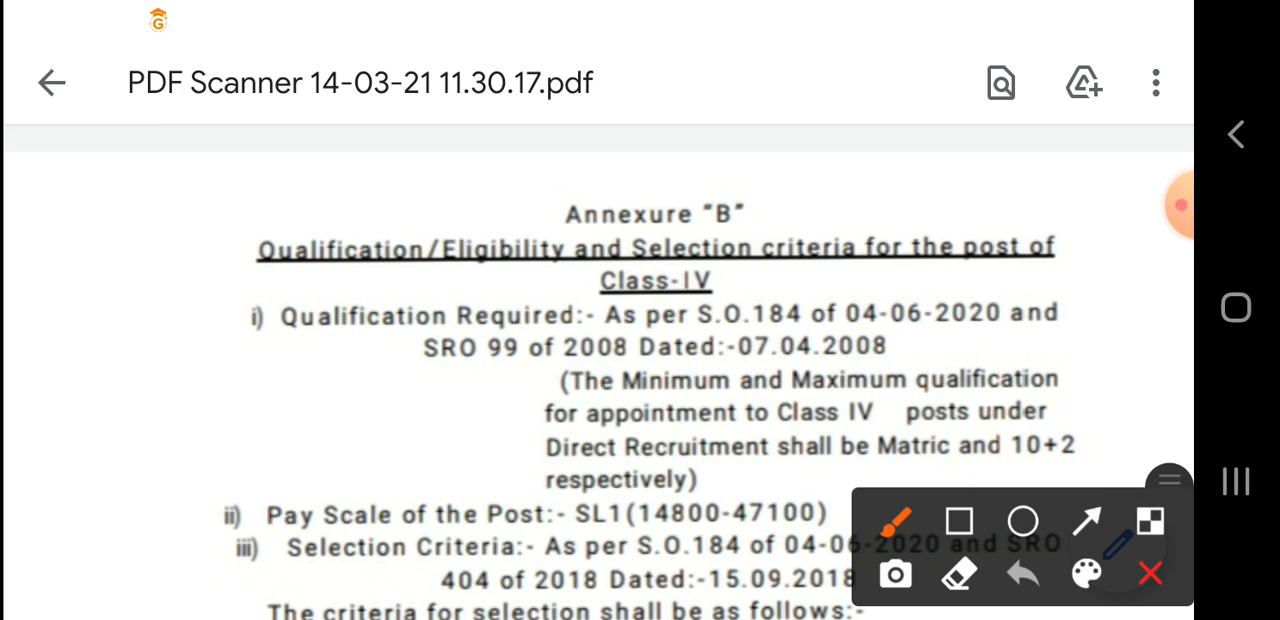 G
PDF Scanner 14-03-21 11.30.17.pdf
Annexure "B"
Qualification/Eligibility and Selection criteria for the post of
Class-IV
i) Qualification Required:- As per S.O.184 of 04-06-2020 and
SRO 99 of 2008 Dated:-07.04.2008
(The Minimum and Maximum qualification
for appointment to Class IV posts under
Direct Recruitment shall be Matric and 10+2
respectively)
ii) Pay Scale of the Post:- SL1(14800-47100)
iii) Selection Criteria:- As per S.O.184 of 04-06-2020 and SRO
404 of 2018 Dated:-15.09.2018
The criteria for selection shall be as follows:-